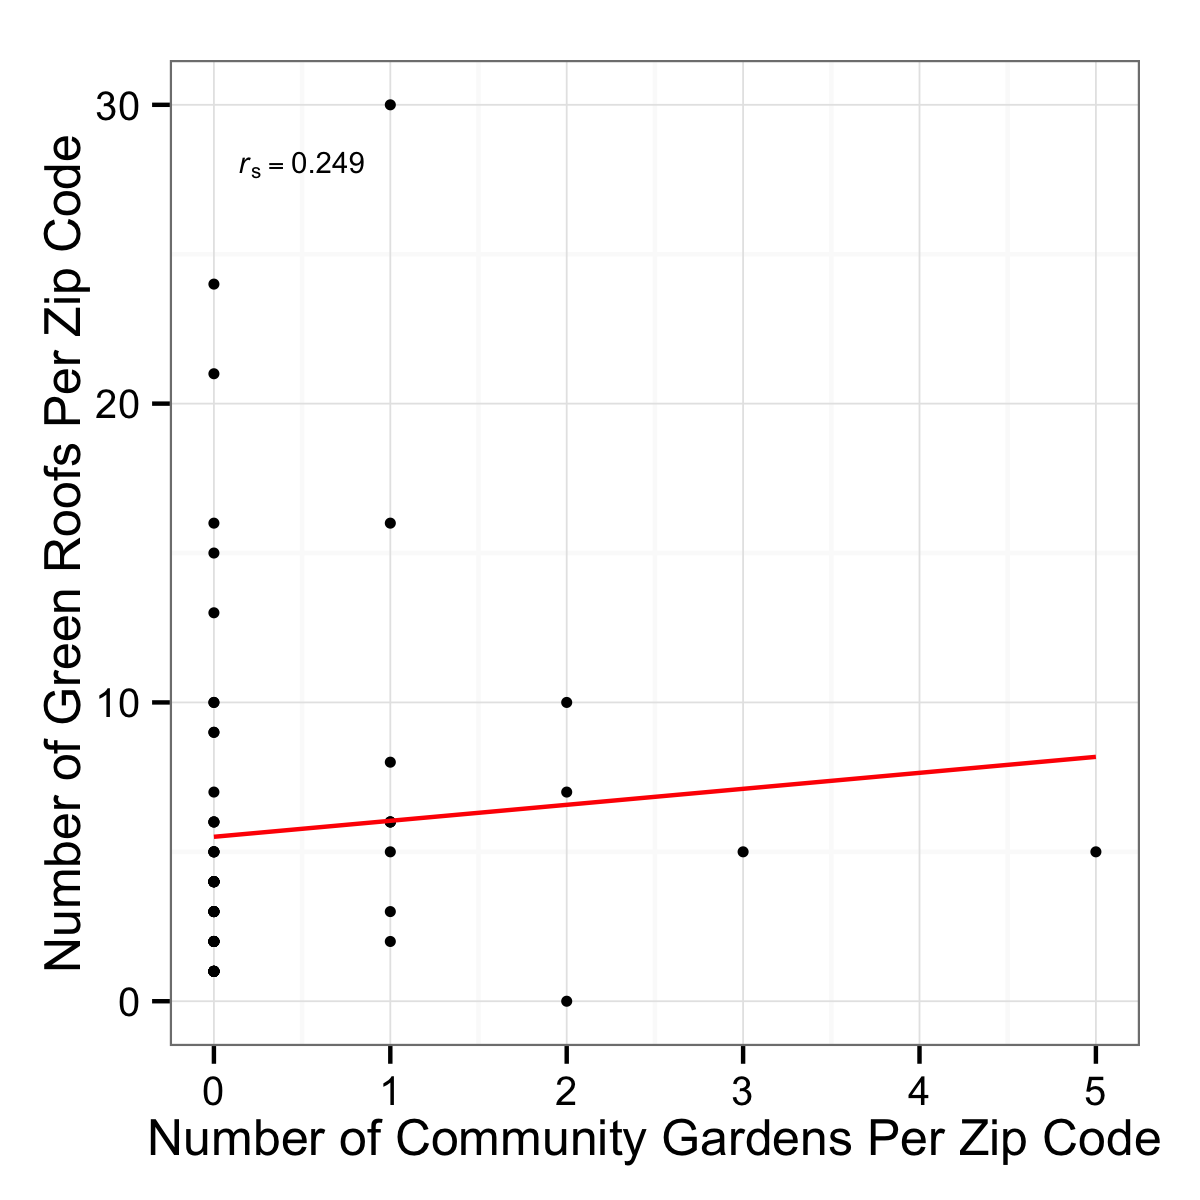 30
r_s = 0.249
20
10
0
0 1 2 3 4 5
Number of Community Gardens Per Zip Code
Number of Green Roofs Per Zip Code